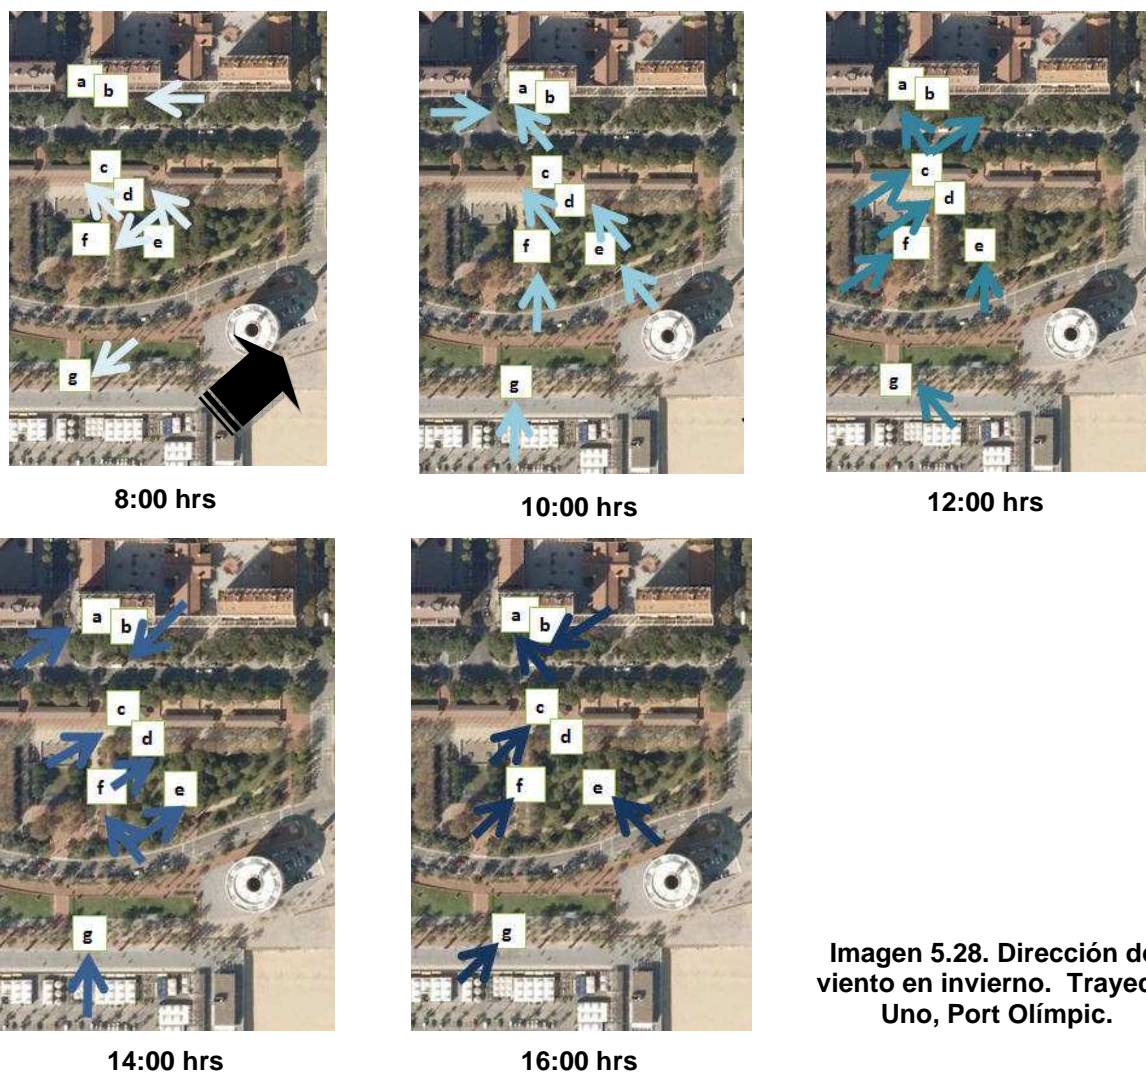 a b
c
d
f e
g
8:00 hrs
a b
c
d
f e
g
10:00 hrs
a b
c
d
f e
g
12:00 hrs
a b
c
d
f e
g
14:00 hrs
a b
c
d
f e
g
16:00 hrs
Imagen 5.28. Dirección de
viento en invierno. Trayec
Uno, Port Olímpic.